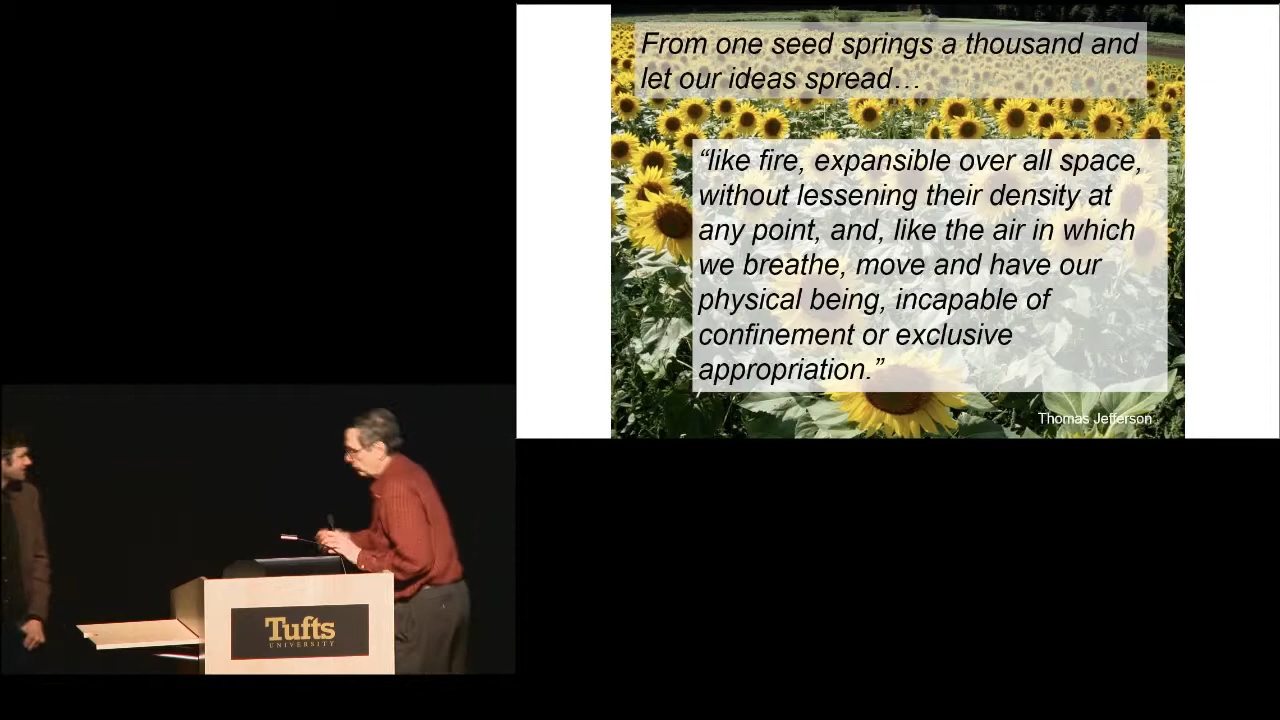 From one seed springs a thousand and
let our ideas spread…
“like fire, expansible over all space,
without lessening their density at
any point, and, like the air in which
we breathe, move and have our
physical being, incapable of
confinement or exclusive
appropriation.”
Thomas Jefferson
Tufts
UNIVERSITY